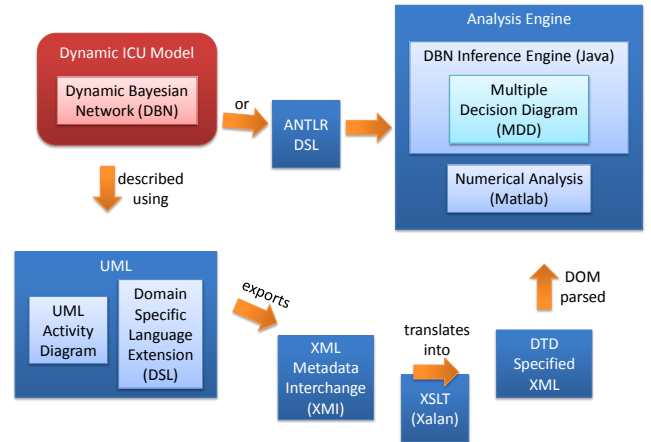 Dynamic ICU Model
Dynamic Bayesian
Network (DBN)
or
ANTLR
DSL
Analysis Engine
DBN Inference Engine (Java)
Multiple
Decision Diagram
(MDD)
Numerical Analysis
(Matlab)
described
using
UML
UML
Activity
Diagram
Domain
Specific
Language
Extension
(DSL)
exports
XML
Metadata
Interchange
(XMI)
translates
into
XSLT
(Xalan)
DTD
Specified
XML
DOM
parsed